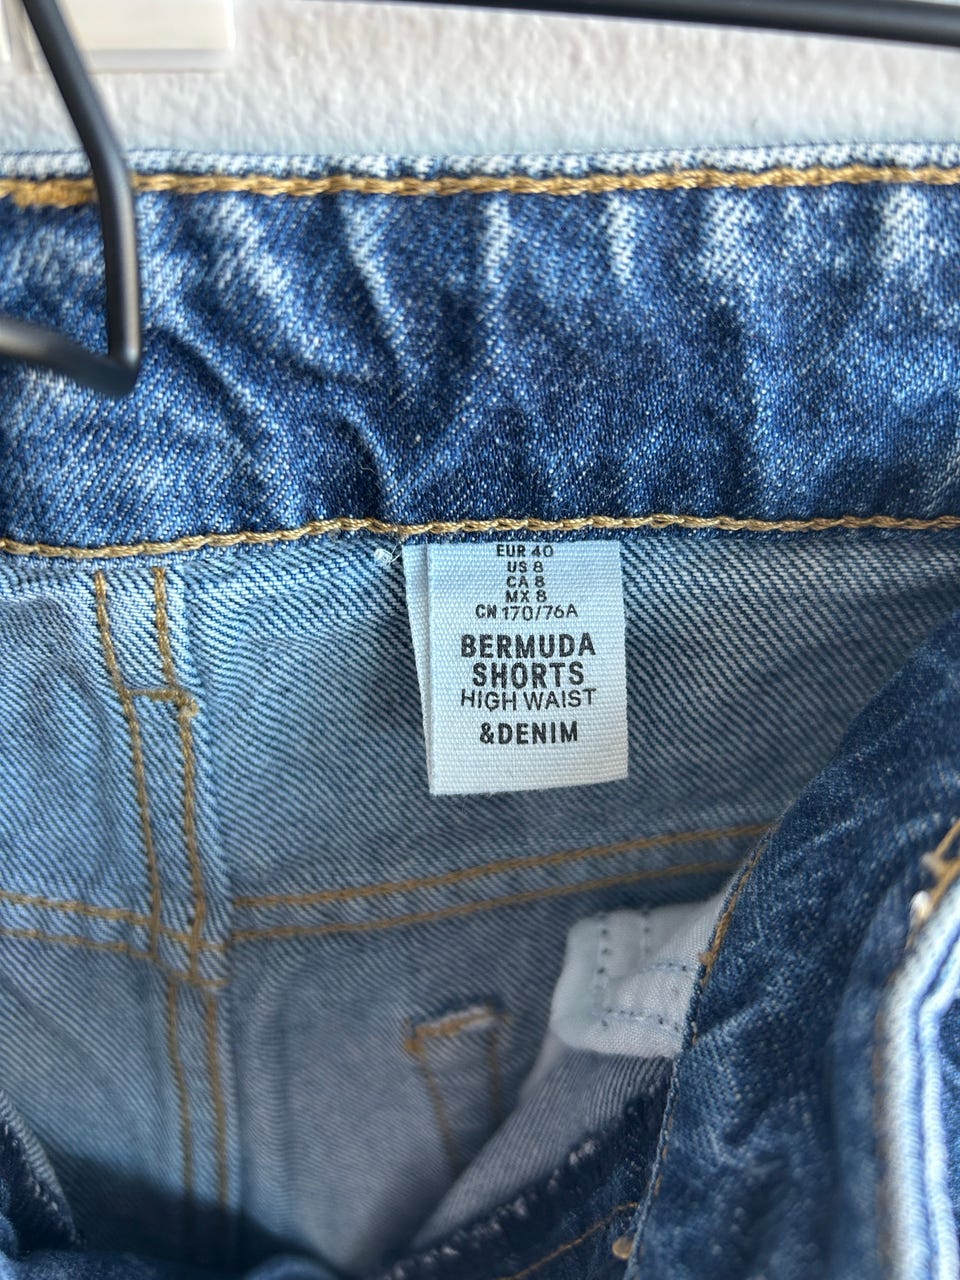 EUR 40
US 8
CA 8
MX 8
CN 170/76A
BERMUDA
SHORTS
HIGH WAIST
&DENIM